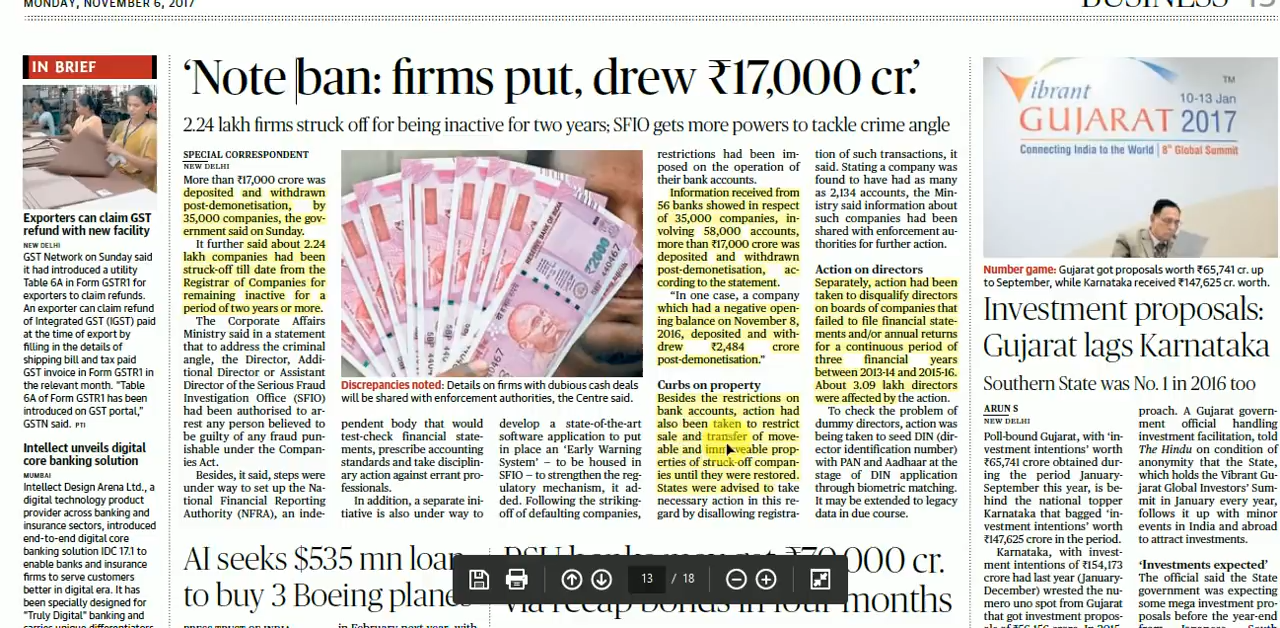 MONDAY, NOVEMBER 6, 2017
BUSINESS 13
IN BRIEF
Exporters can claim GST
refund with new facility
NEW DELHI
GST Network on Sunday said
it had introduced a utility
Table 6A in Form GSTR1 for
exporters to claim refunds.
An exporter can claim refund
of Integrated GST (IGST) paid
at the time of export by
filling in the details of
shipping bill and tax paid
GST invoice in Form GSTR1 in
the relevant month. "Table
6A of Form GSTR1 has been
introduced on GST portal,"
GSTN said. PTI
Intellect unveils digital
core banking solution
MUMBAI
Intellect Design Arena Ltd., a
digital technology product
provider across banking and
insurance sectors, introduced
end-to-end digital core
banking solution IDC 17.1 to
enable banks and insurance
firms to serve customers
better in digital era. It has
been specially designed for
"Truly Digital" banking and
carries unique differentiators
'Note ban: firms put, drew ₹17,000 cr.'
2.24 lakh firms struck off for being inactive for two years; SFIO gets more powers to tackle crime angle
SPECIAL CORRESPONDENT
NEW DELHI
More than ₹17,000 crore was
deposited and withdrawn
post-demonetisation, by
35,000 companies, the gov-
ernment said on Sunday.
It further said about 2.24
lakh companies had been
struck-off till date from the
Registrar of Companies for
remaining inactive for a
period of two years or more.
The Corporate Affairs
Ministry said in a statement
that to address the criminal
angle, the Director, Addi-
tional Director or Assistant
Director of the Serious Fraud
Investigation Office (SFIO)
had been authorised to ar-
rest any person believed to
be guilty of any fraud pun-
ishable under the Compan-
ies Act.
Besides, it said, steps were
under way to set up the Na-
tional Financial Reporting
Authority (NFRA), an inde-
RESERVE BANK OF INDIA
₹2000
Discrepancies noted: Details on firms with dubious cash deals
will be shared with enforcement authorities, the Centre said.
pendent body that would
test-check financial state-
ments, prescribe accounting
standards and take disciplin-
ary action against errant pro-
fessionals.
In addition, a separate ini-
tiative is also under way to
develop a state-of-the-art
software application to put
in place an 'Early Warning
System' – to be housed in
SFIO – to strengthen the reg-
ulatory mechanism, it ad-
ded. Following the striking-
off of defaulting companies,
restrictions had been im-
posed on the operation of
their bank accounts.
Information received from
56 banks showed in respect
of 35,000 companies, in-
volving 58,000 accounts,
more than ₹17,000 crore was
deposited and withdrawn
post-demonetisation, ac-
cording to the statement.
"In one case, a company
which had a negative open-
ing balance on November 8,
2016, deposited and with-
drew ₹2,484 crore
post-demonetisation."
Curbs on property
Besides the restrictions on
bank accounts, action had
also been taken to restrict
sale and transfer of move-
able and immoveable prop-
erties of struck-off compan-
ies until they were restored.
States were advised to take
necessary action in this re-
gard by disallowing registra-
tion of such transactions, it
said. Stating a company was
found to have had as many
as 2,134 accounts, the Min-
istry said information about
such companies had been
shared with enforcement au-
thorities for further action.
Action on directors
Separately, action had been
taken to disqualify directors
on boards of companies that
failed to file financial state-
ments and/or annual returns
for a continuous period of
three financial years
between 2013-14 and 2015-16.
About 3.09 lakh directors
were affected by the action.
To check the problem of
dummy directors, action was
being taken to seed DIN (dir-
ector identification number)
with PAN and Aadhaar at the
stage of DIN application
through biometric matching.
It may be extended to legacy
data in due course.
Vibrant
GUJARAT 2017
10-13 Jan
TM
Connecting India to the World | 8th Global Summit
Number game: Gujarat got proposals worth ₹65,741 cr. up
to September, while Karnataka received ₹147,625 cr. worth.
Investment proposals:
Gujarat lags Karnataka
Southern State was No. 1 in 2016 too
ARUN S
NEW DELHI
Poll-bound Gujarat, with 'in-
vestment intentions' worth
₹65,741 crore obtained dur-
ing the period January-
September this year, is be-
hind the national topper
Karnataka that bagged 'in-
vestment intentions' worth
₹147,625 crore in the period.
Karnataka, with invest-
ment intentions of ₹154,173
crore had last year (January-
December) wrested the nu-
mero uno spot from Gujarat
that got investment propos-
proach. A Gujarat govern-
ment official handling
investment facilitation, told
The Hindu on condition of
anonymity that the State,
which holds the Vibrant Gu-
jarat Global Investors' Sum-
mit in January every year,
follows it up with minor
events in India and abroad
to attract investments.
'Investments expected'
The official said the State
government was expecting
some mega investment pro-
posals before the year-end
AI seeks $535 mn loan
to buy 3 Boeing planes
PRESS TRUST OF INDIA
in February next year, with
PSU banks may get ₹70,000 cr.
via recap bonds in four months
13 / 18